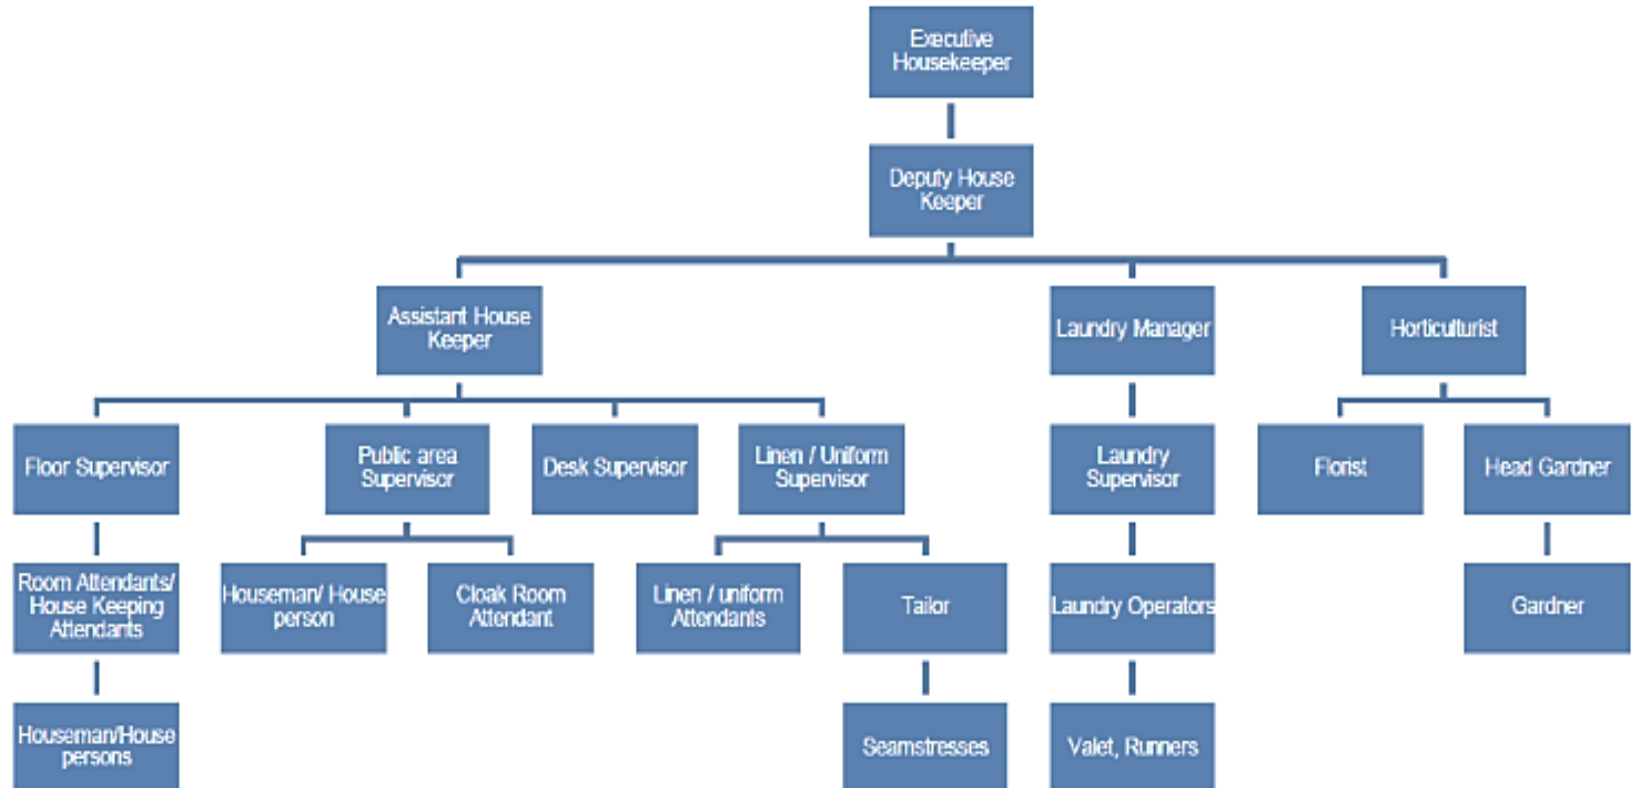 Executive
Housekeeper
Deputy House
Keeper
Assistant House
Keeper
Laundry Manager
Horticulturist
Floor Supervisor
Public area
Supervisor
Desk Supervisor
Linen / Uniform
Supervisor
Laundry
Supervisor
Florist
Head Gardner
Room Attendants/
House Keeping
Attendants
Houseman/ House
person
Cloak Room
Attendant
Linen / uniform
Attendants
Tailor
Laundry Operators
Gardner
Houseman/House
persons
Seamstresses
Valet, Runners